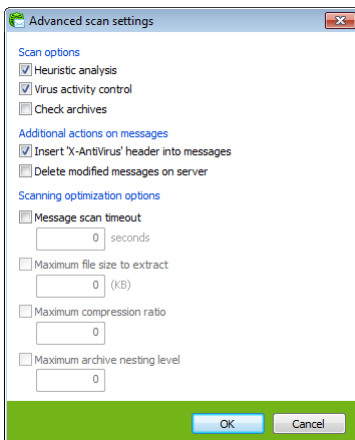 Advanced scan settings
Scan options
Heuristic analysis
Virus activity control
Check archives
Additional actions on messages
Insert 'X-AntiVirus' header into messages
Delete modified messages on server
Scanning optimization options
Message scan timeout
0 seconds
Maximum file size to extract
0 (KB)
Maximum compression ratio
0
Maximum archive nesting level
0
OK Cancel